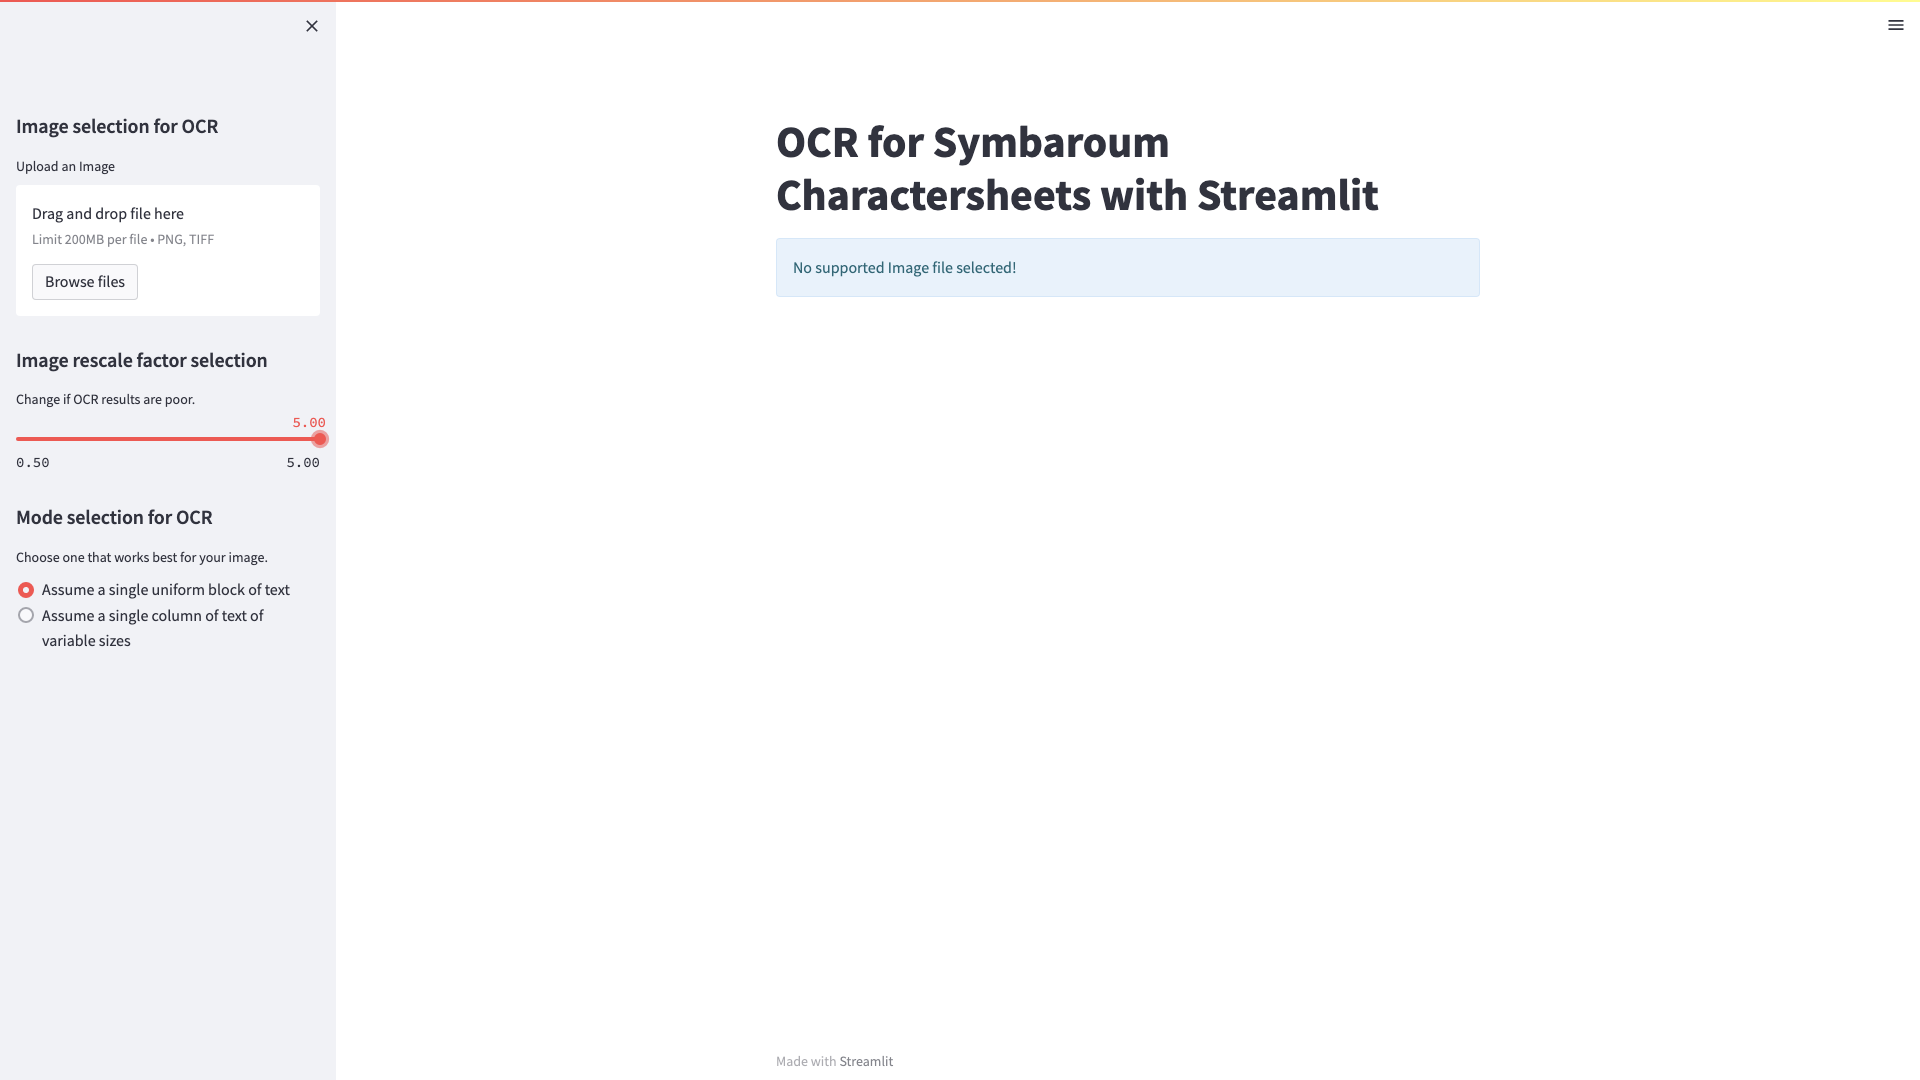 Image selection for OCR
Upload an Image
Drag and drop file here
Limit 200MB per file • PNG, TIFF
Browse files
Image rescale factor selection
Change if OCR results are poor.
5.00
0.50 5.00
Mode selection for OCR
Choose one that works best for your image.
Assume a single uniform block of text
Assume a single column of text of
variable sizes
OCR for Symbaroum
Charactersheets with Streamlit
No supported Image file selected!
Made with Streamlit